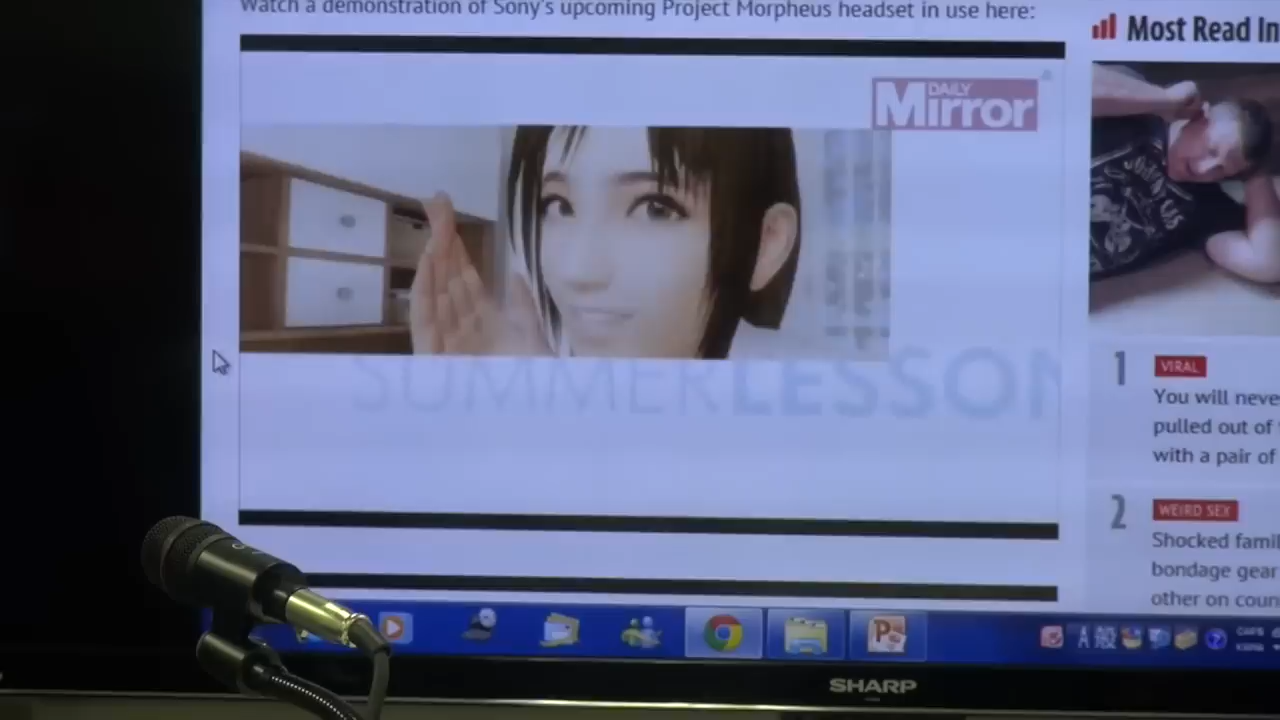 Watch a demonstration of Sony's upcoming Project Morpheus headset in use here:
Most Read In
DAILY
Mirror
SUMMERLESSON
1
VIRAL
You will neve
pulled out of
with a pair of
2
WEIRD SEX
Shocked famil
bondage gear
other on coun
SHARP